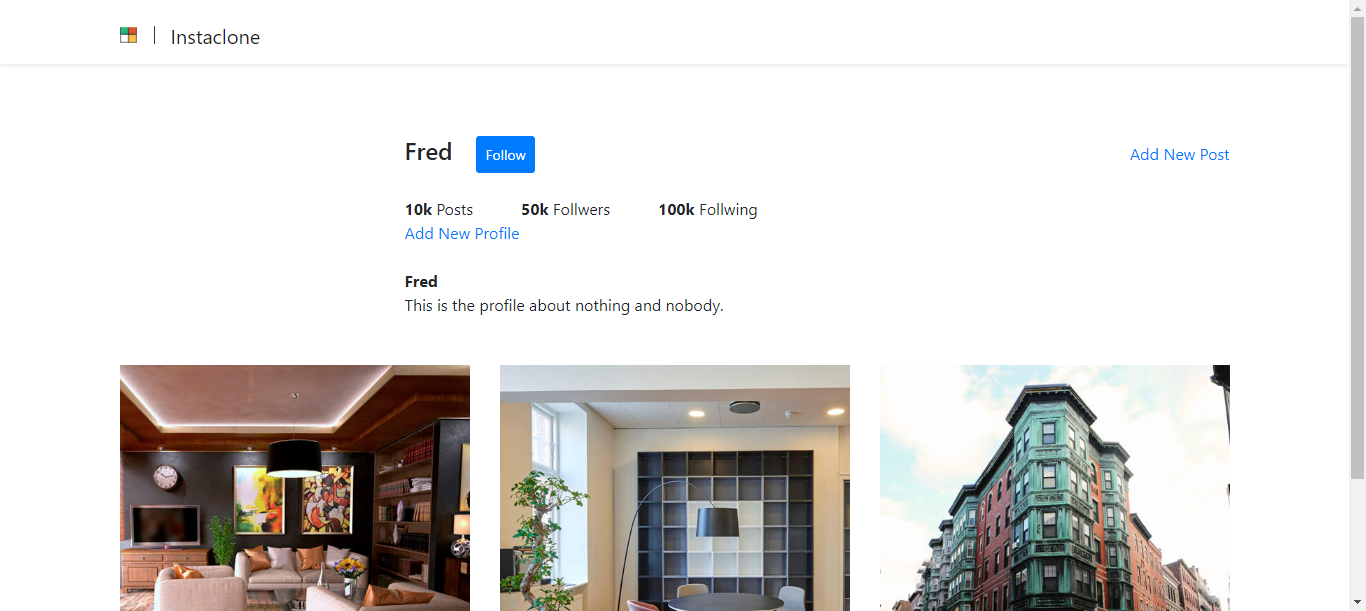 Instaclone
Fred Follow Add New Post
10k Posts 50k Follwers 100k Follwing
Add New Profile
Fred
This is the profile about nothing and nobody.